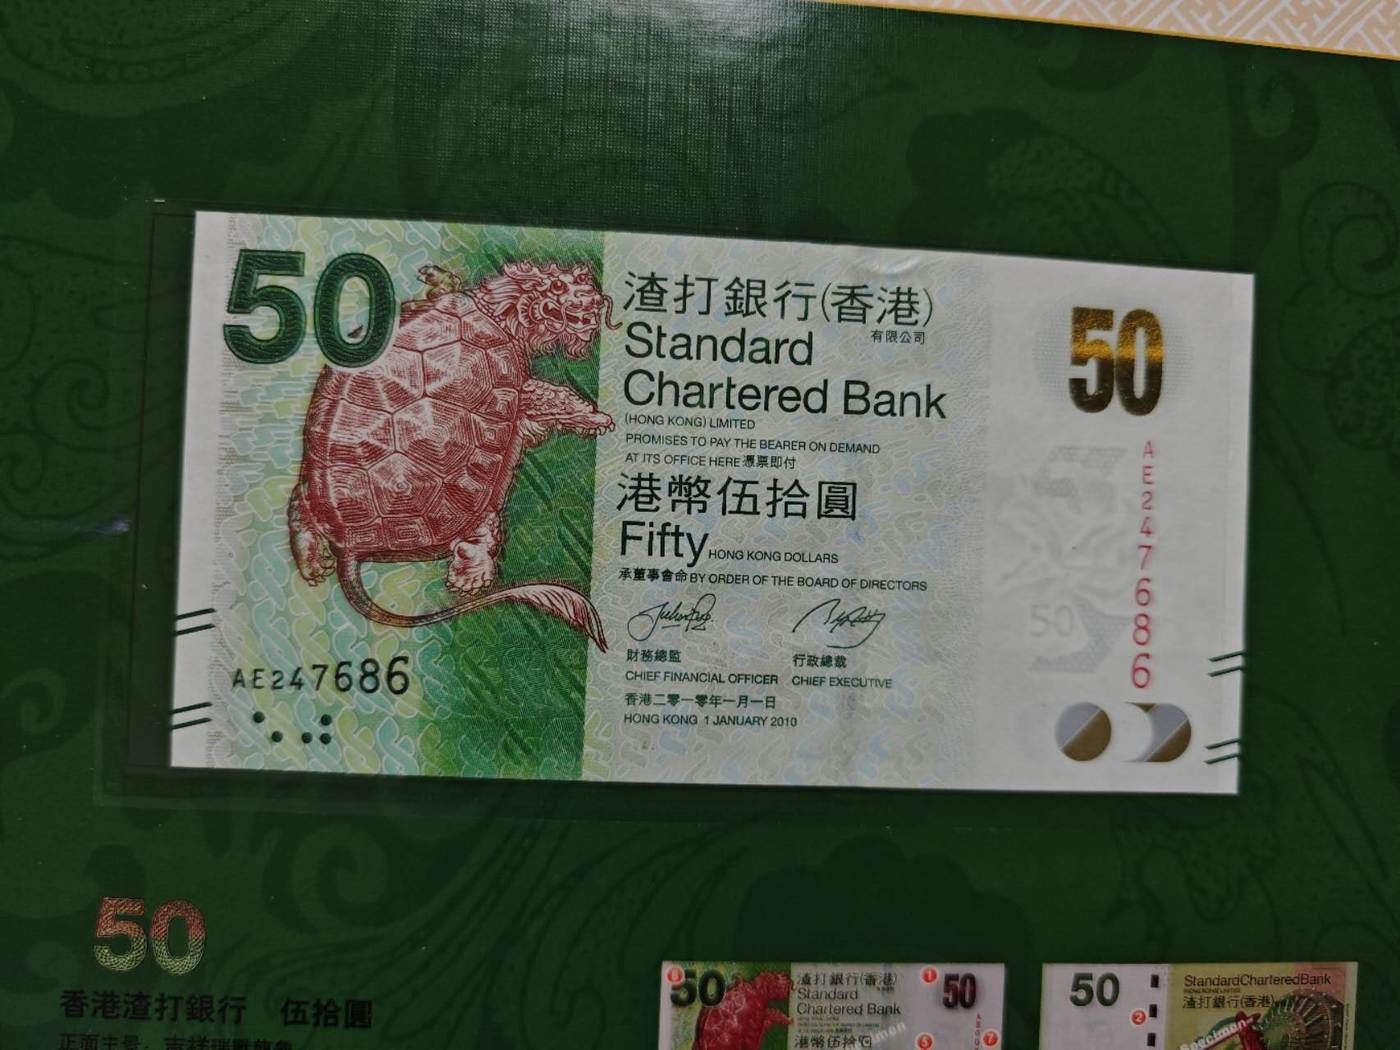 50
渣打銀行(香港)
有限公司
Standard
Chartered Bank
(HONG KONG) LIMITED
PROMISES TO PAY THE BEARER ON DEMAND
AT ITS OFFICE HERE 憑票即付
港幣伍拾圓
Fifty HONG KONG DOLLARS
承董事會命 BY ORDER OF THE BOARD OF DIRECTORS
財務總監 行政總裁
CHIEF FINANCIAL OFFICER CHIEF EXECUTIVE
香港二零一零年一月一日
HONG KONG 1 JANUARY 2010
AE247686
50
AE247686
50
50
香港渣打銀行 伍拾圓
50
渣打銀行(香港)
Standard
Chartered Bank
港幣伍拾圓
50
50
Standard Chartered Bank
渣打銀行(香港)
Specimen